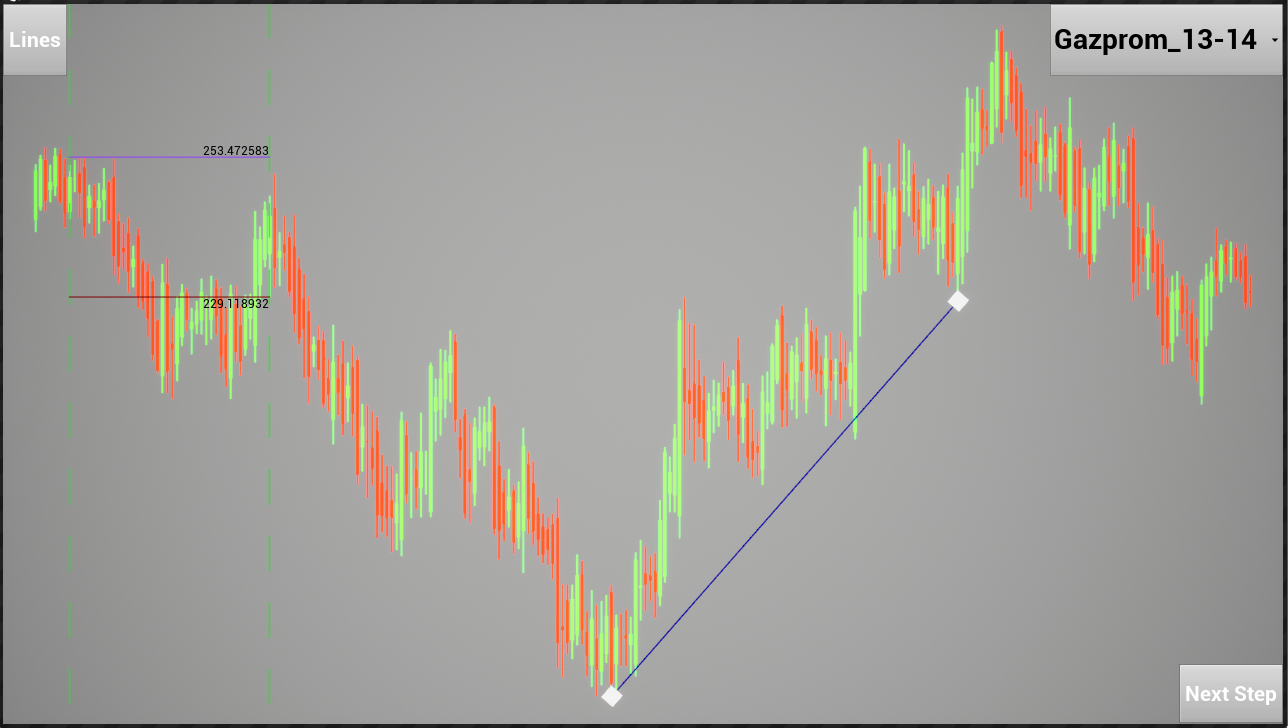 Lines
Gazprom_13-14
253.472583
229.118932
Next Step